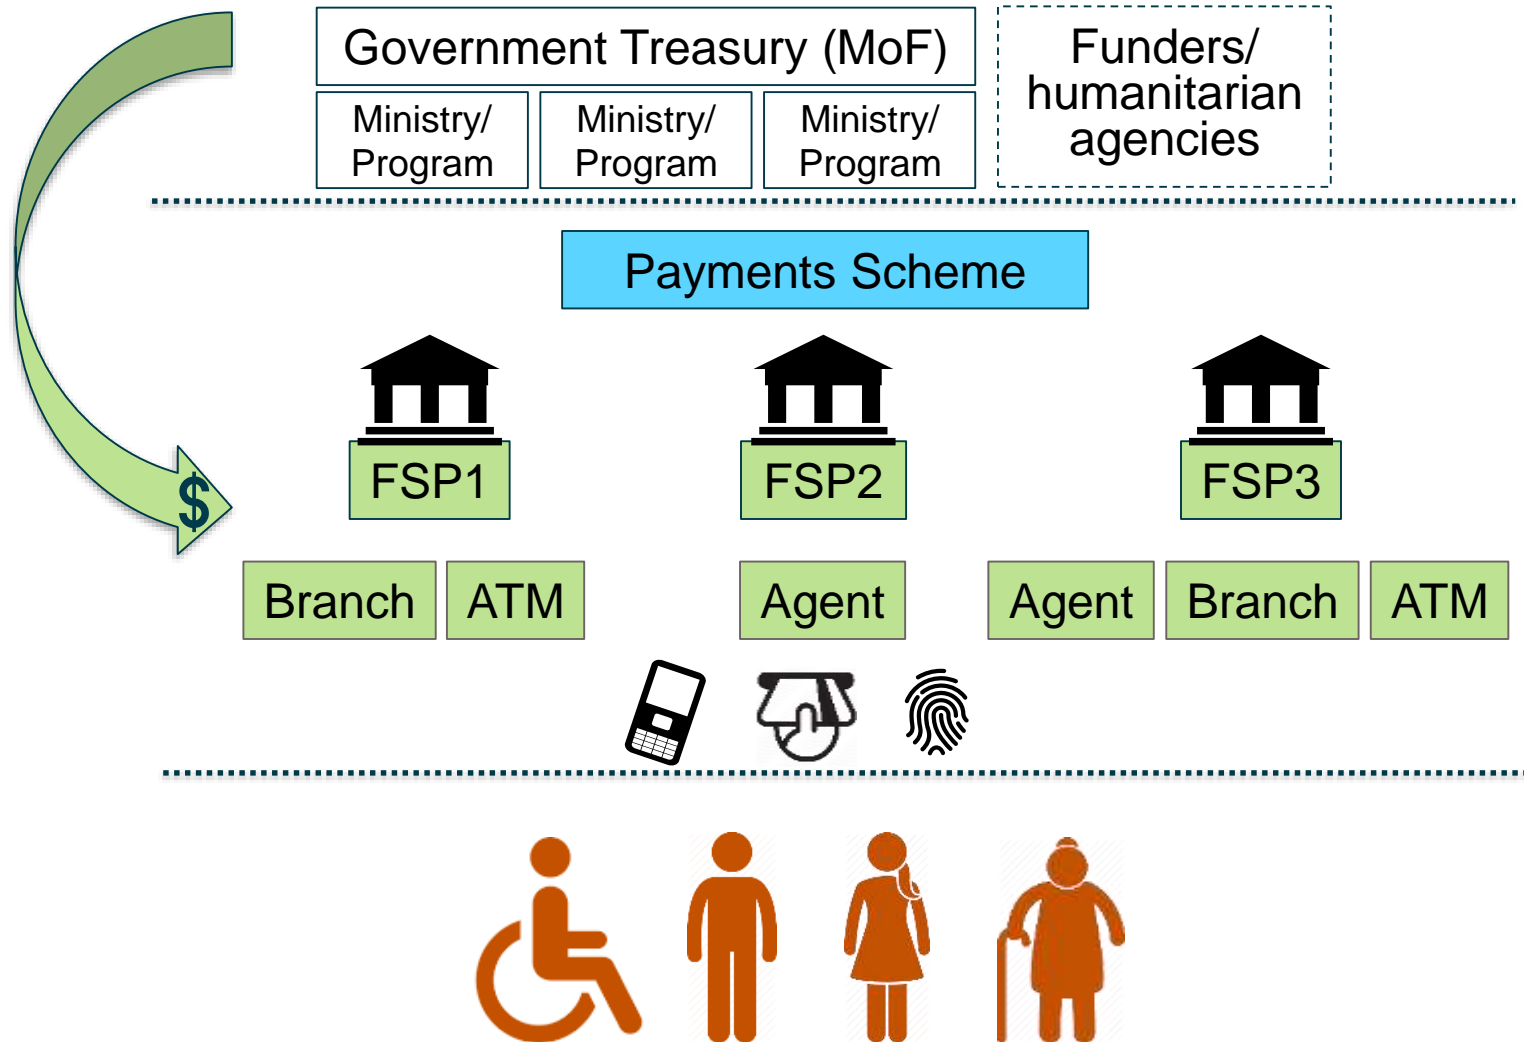 Government Treasury (MoF)
Funders/
humanitarian
agencies
Ministry/
Program
Ministry/
Program
Ministry/
Program
Payments Scheme
FSP1
FSP2
FSP3
$
Branch
ATM
Agent
Agent
Branch
ATM